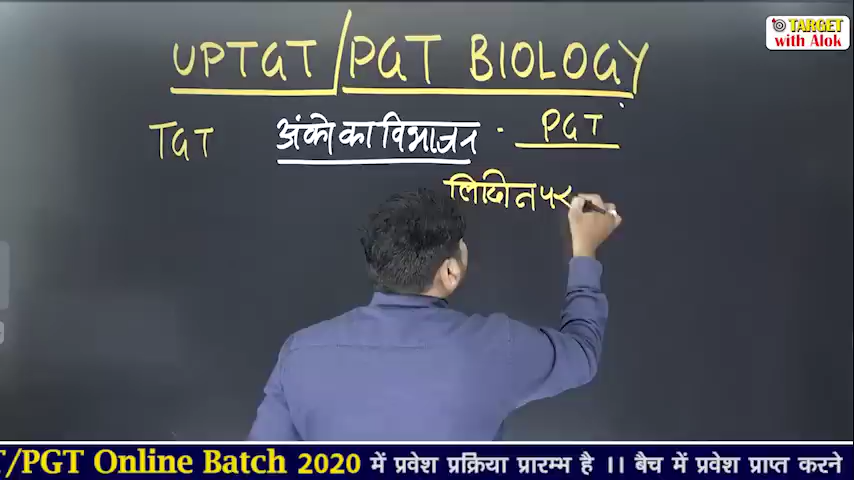 TARGET
with Alok
UPTGT/PGT BIOLOGY
TGT अंको का विभाजन - PGT
लिखित पर
T/PGT Online Batch 2020 में प्रवेश प्रक्रिया प्रारम्भ है ।। बैच में प्रवेश प्राप्त करने